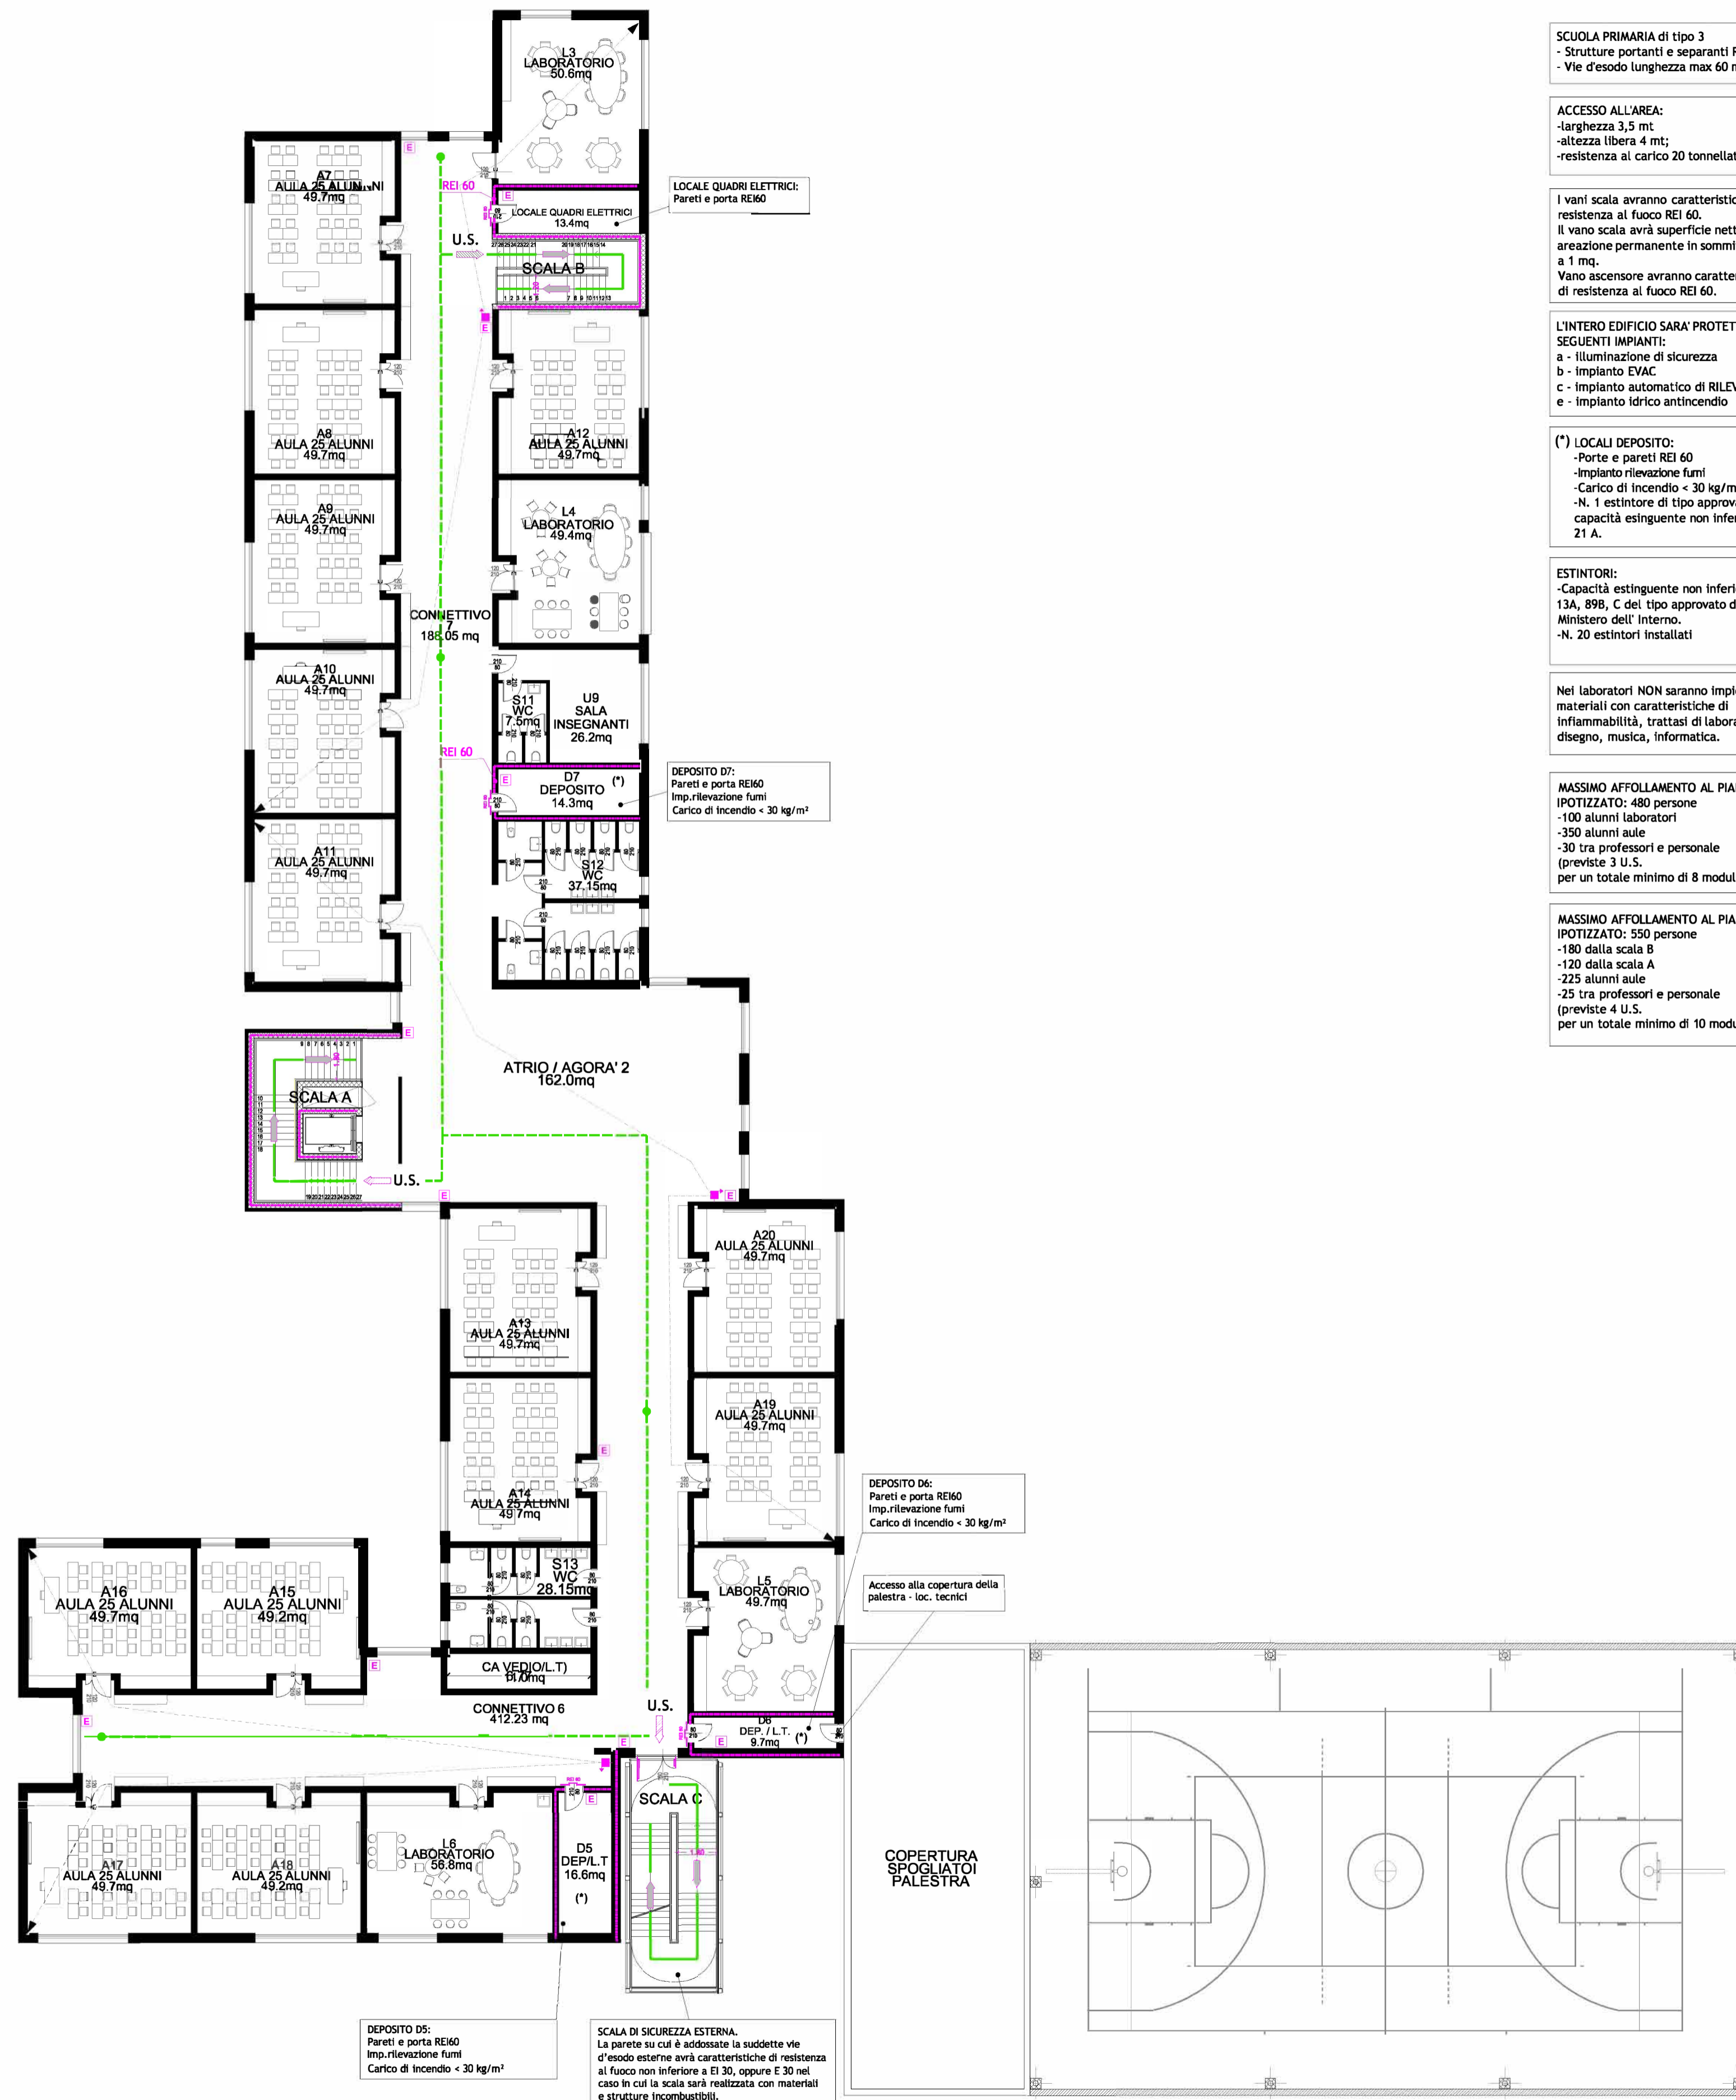 L3
LABORATORIO
50.6mq
A7
AULA 25 ALUNNI
49.7mq
REI 60
E
LOCALE QUADRI ELETTRICI
13.4mq
LOCALE QUADRI ELETTRICI:
Pareti e porta REI60
U.S.
SCALA B
1.20
A8
AULA 25 ALUNNI
49.7mq
A12
AULA 25 ALUNNI
49.7mq
A9
AULA 25 ALUNNI
49.7mq
L4
LABORATORIO
49.4mq
CONNETTIVO
7
188.05 mq
A10
AULA 25 ALUNNI
49.7mq
S11
WC
7.5mq
U9
SALA
INSEGNANTI
26.2mq
REI 60
D7
DEPOSITO (*)
14.3mq
DEPOSITO D7:
Pareti e porta REI60
Imp.rilevazione fumi
Carico di incendio < 30 kg/m²
A11
AULA 25 ALUNNI
49.7mq
S12
WC
37.15mq
ATRIO / AGORA' 2
162.0mq
SCALA A
1.80
U.S.
A20
AULA 25 ALUNNI
49.7mq
A13
AULA 25 ALUNNI
49.7mq
A19
AULA 25 ALUNNI
49.7mq
A14
AULA 25 ALUNNI
49.7mq
DEPOSITO D6:
Pareti e porta REI60
Imp.rilevazione fumi
Carico di incendio < 30 kg/m²
S13
WC
28.15mq
L5
LABORATORIO
49.7mq
Accesso alla copertura della
palestra - loc. tecnici
A16
AULA 25 ALUNNI
49.7mq
A15
AULA 25 ALUNNI
49.2mq
CA VEDIO/L.T)
CONNETTIVO 6
412.23 mq
U.S.
D6
DEP. / L.T.
9.7mq (*)
SCALA C
1.80
REI 60
A17
AULA 25 ALUNNI
49.7mq
A18
AULA 25 ALUNNI
49.2mq
L6
LABORATORIO
56.8mq
D5
DEP/L.T
16.6mq
(*)
COPERTURA
SPOGLIATOI
PALESTRA
DEPOSITO D5:
Pareti e porta REI60
Imp.rilevazione fumi
Carico di incendio < 30 kg/m²
SCALA DI SICUREZZA ESTERNA.
La parete su cui è addossate la suddette vie
d'esodo esterne avrà caratteristiche di resistenza
al fuoco non inferiore a EI 30, oppure E 30 nel
caso in cui la scala sarà realizzata con materiali
e strutture incombustibili.
SCUOLA PRIMARIA di tipo 3
- Strutture portanti e separanti
- Vie d'esodo lunghezza max 60
ACCESSO ALL'AREA:
-larghezza 3,5 mt
-altezza libera 4 mt;
-resistenza al carico 20 tonnellat
I vani scala avranno caratteristic
resistenza al fuoco REI 60.
Il vano scala avrà superficie nett
areazione permanente in sommi
a 1 mq.
Vano ascensore avranno caratte
di resistenza al fuoco REI 60.
L'INTERO EDIFICIO SARA' PROTET
SEGUENTI IMPIANTI:
a - illuminazione di sicurezza
b - impianto EVAC
c - impianto automatico di RILEV
e - impianto idrico antincendio
(*) LOCALI DEPOSITO:
-Porte e pareti REI 60
-Impianto rilevazione fumi
-Carico di incendio < 30 kg/m
-N. 1 estintore di tipo approva
capacità esinguente non infer
21 A.
ESTINTORI:
-Capacità estinguente non inferi
13A, 89B, C del tipo approvato d
Ministero dell' Interno.
-N. 20 estintori installati
Nei laboratori NON saranno impi
materiali con caratteristiche di
infiammabilità, trattasi di labora
disegno, musica, informatica.
MASSIMO AFFOLLAMENTO AL PIA
IPOTIZZATO: 480 persone
-100 alunni laboratori
-350 alunni aule
-30 tra professori e personale
(previste 3 U.S.
per un totale minimo di 8 modul
MASSIMO AFFOLLAMENTO AL PIA
IPOTIZZATO: 550 persone
-180 dalla scala B
-120 dalla scala A
-225 alunni aule
-25 tra professori e personale
(previste 4 U.S.
per un totale minimo di 10 modu